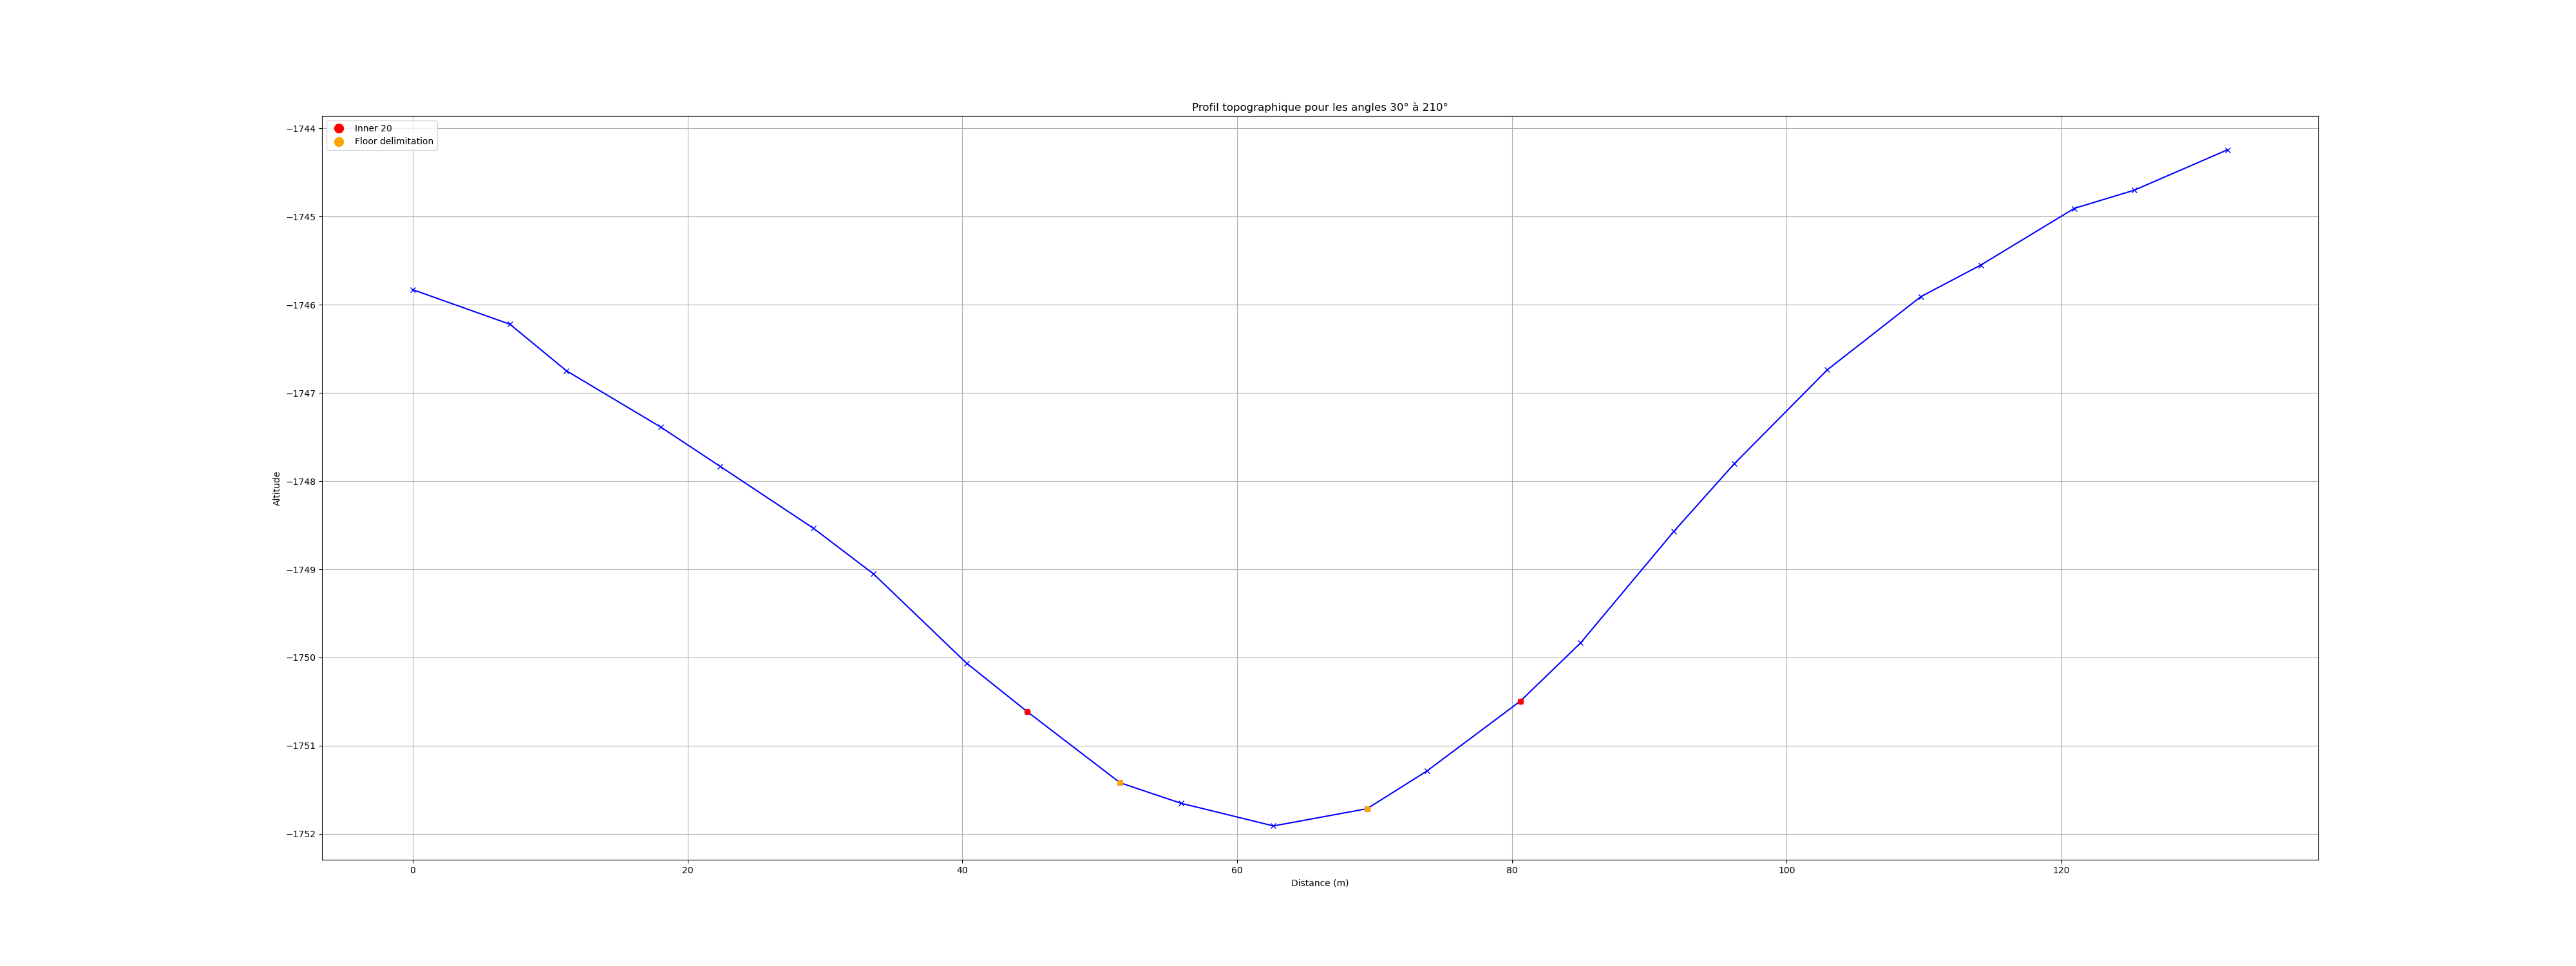 Profil topographique pour les angles 30° à 210°
Inner 20
Floor delimitation
−1744
−1745
−1746
−1747
−1748
−1749
−1750
−1751
−1752
Altitude
0 20 40 60 80 100 120
Distance (m)